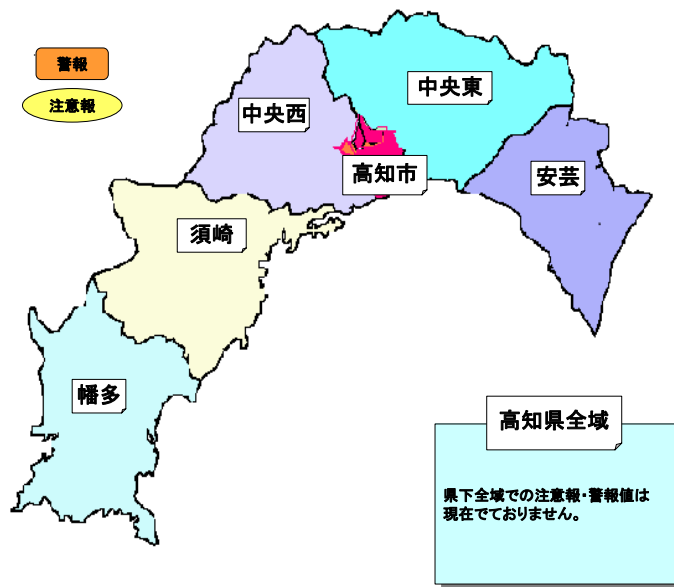 警報
注意報
中央東
中央西
高知市
安芸
須崎
幡多
高知県全域
県下全域での注意報・警報値は
現在でておりません。